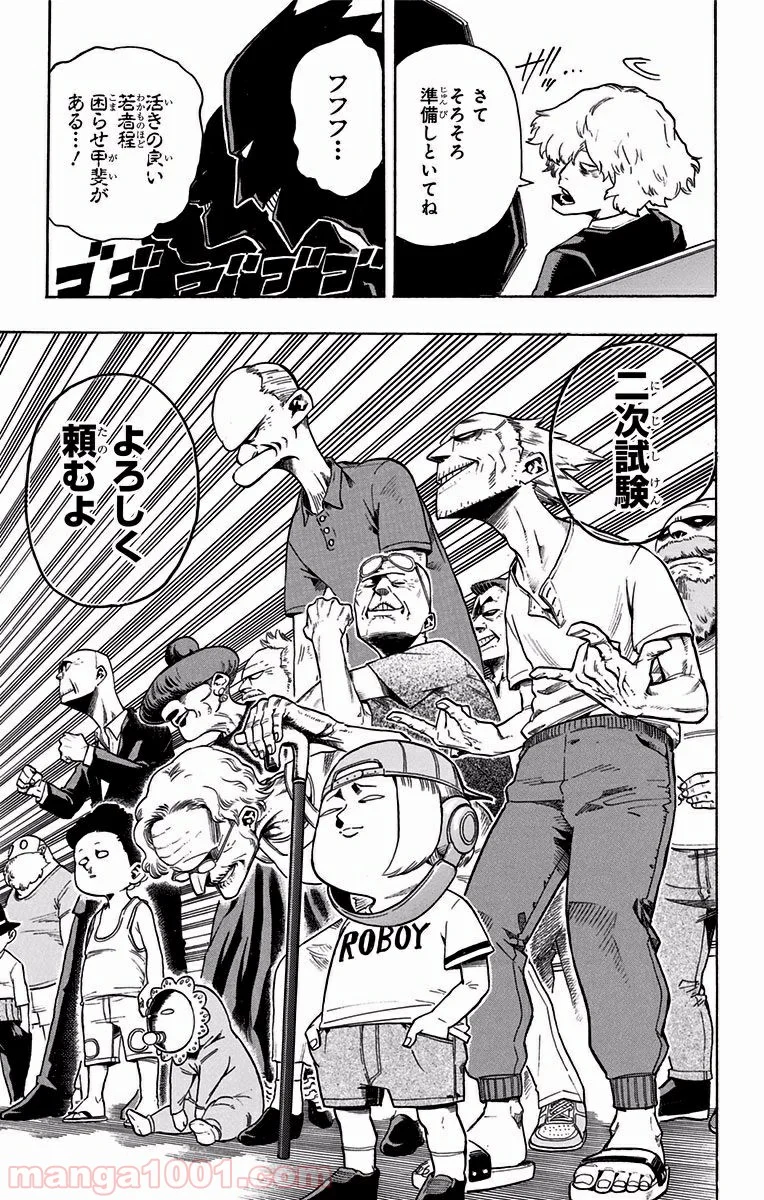 さて
そろそろ
準備しといてね
フフフ…
活きの良い
若者程
困らせ甲斐が
ある…！
ゴゴゴゴゴ
二次試験
よろしく
頼むよ
ROBOY
manga1001.com